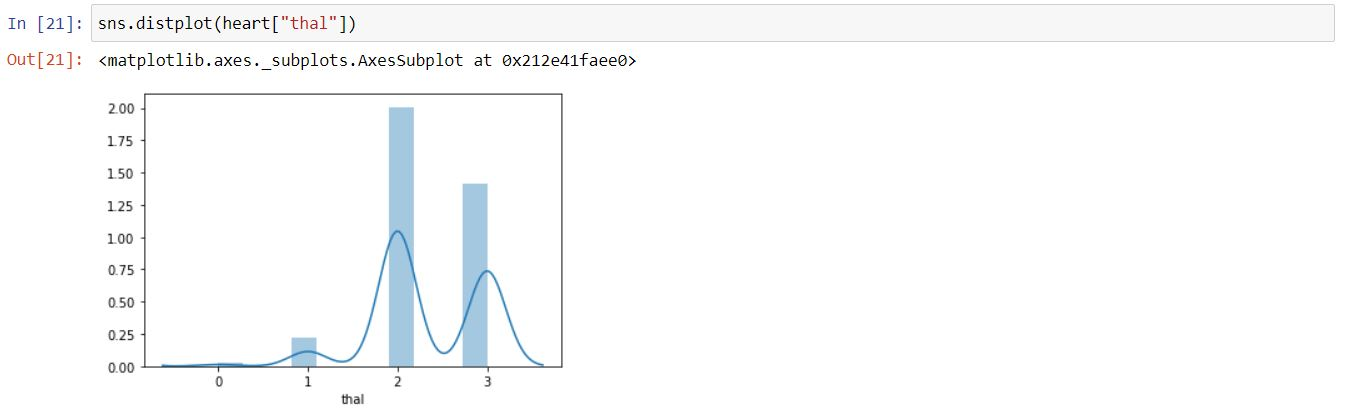 In [21]: sns.distplot(heart["thal"])
Out[21]: <matplotlib.axes._subplots.AxesSubplot at 0x212e41faee0>
2.00
1.75
1.50
1.25
1.00
0.75
0.50
0.25
0.00
0 1 2 3
thal